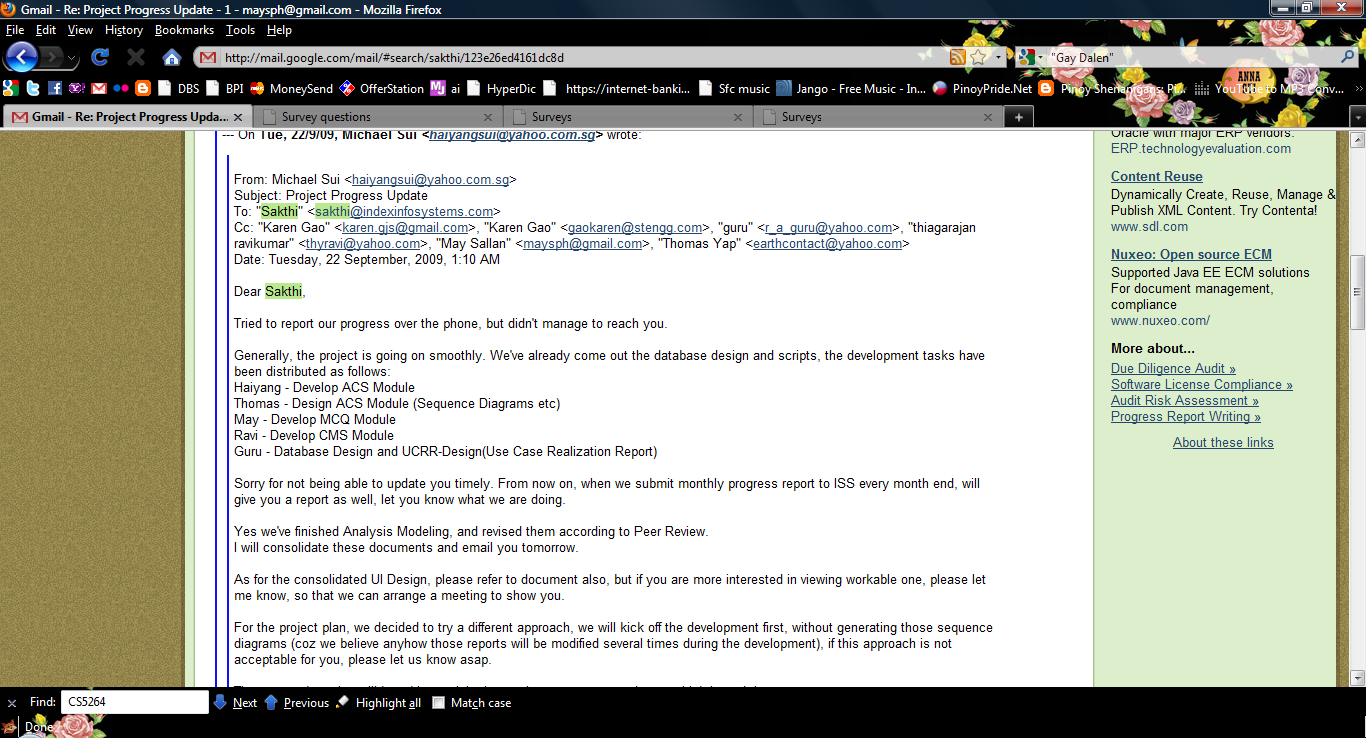 Gmail - Re: Project Progress Update - 1 - maysph@gmail.com - Mozilla Firefox
File Edit View History Bookmarks Tools Help
http://mail.google.com/mail/#search/sakthi/123e26ed4161dc8d
"Gay Dalen"
DBS BPI MoneySend OfferStation ai HyperDic https://internet-banki... Sfc music Jango - Free Music - In... PinoyPride.Net Pinoy Shenanigans: Pi... YouTube to MP3 Conv...
ANNA
Gmail - Re: Project Progress Upda... Survey questions Surveys Surveys
--- On Tue, 22/9/09, Michael Sui <haiyangsui@yahoo.com.sg> wrote:
From: Michael Sui <haiyangsui@yahoo.com.sg>
Subject: Project Progress Update
To: "Sakthi" <sakthi@indexinfosystems.com>
Cc: "Karen Gao" <karen.gjs@gmail.com>, "Karen Gao" <gaokaren@stengg.com>, "guru" <r_a_guru@yahoo.com>, "thiagarajan
ravikumar" <thyravi@yahoo.com>, "May Sallan" <maysph@gmail.com>, "Thomas Yap" <earthcontact@yahoo.com>
Date: Tuesday, 22 September, 2009, 1:10 AM
Dear Sakthi,
Tried to report our progress over the phone, but didn't manage to reach you.
Generally, the project is going on smoothly. We've already come out the database design and scripts, the development tasks have
been distributed as follows:
Haiyang - Develop ACS Module
Thomas - Design ACS Module (Sequence Diagrams etc)
May - Develop MCQ Module
Ravi - Develop CMS Module
Guru - Database Design and UCRR-Design(Use Case Realization Report)
Sorry for not being able to update you timely. From now on, when we submit monthly progress report to ISS every month end, will
give you a report as well, let you know what we are doing.
Yes we've finished Analysis Modeling, and revised them according to Peer Review.
I will consolidate these documents and email you tomorrow.
As for the consolidated UI Design, please refer to document also, but if you are more interested in viewing workable one, please let
me know, so that we can arrange a meeting to show you.
For the project plan, we decided to try a different approach, we will kick off the development first, without generating those sequence
diagrams (coz we believe anyhow those reports will be modified several times during the development), if this approach is not
acceptable for you, please let us know asap.
Oracle with major ERP vendors.
ERP.technologyevaluation.com
Content Reuse
Dynamically Create, Reuse, Manage &
Publish XML Content. Try Contenta!
www.sdl.com
Nuxeo: Open source ECM
Supported Java EE ECM solutions
For document management,
compliance
www.nuxeo.com/
More about...
Due Diligence Audit »
Software License Compliance »
Audit Risk Assessment »
Progress Report Writing »
About these links
Find: CS5264 Next Previous Highlight all Match case
Done